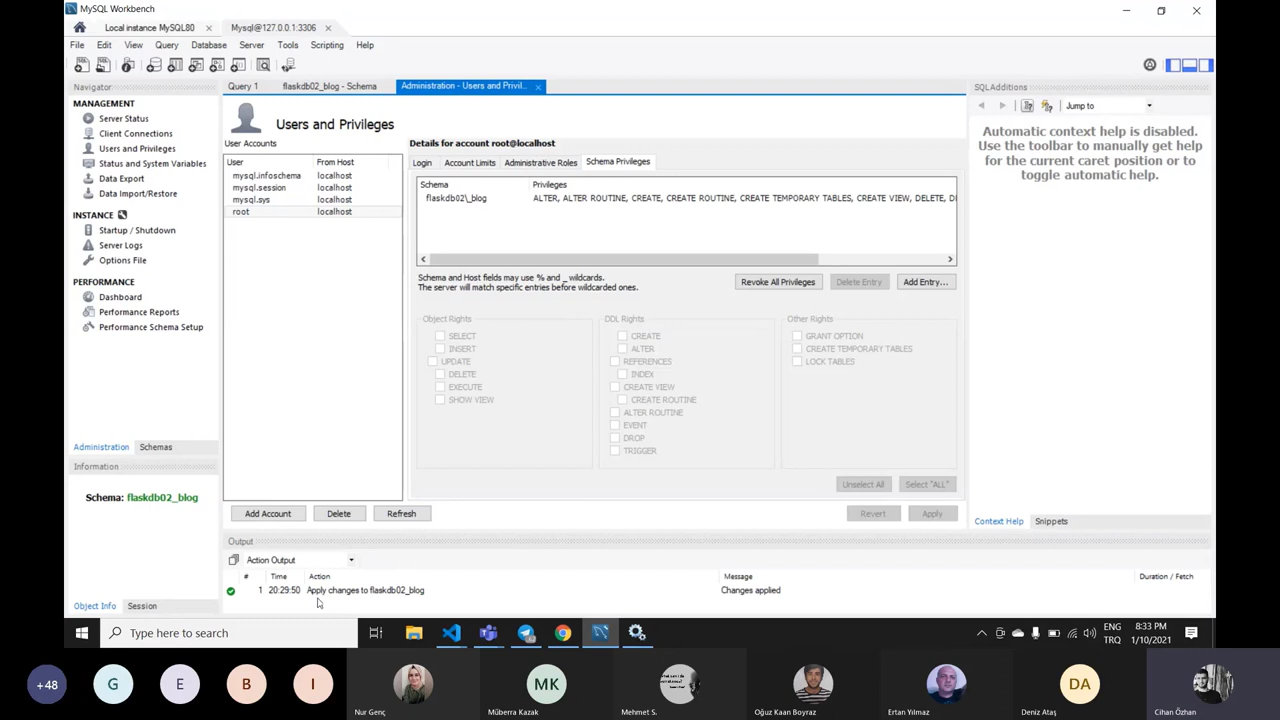 MySQL Workbench
Local instance MySQL80
Mysql@127.0.0.1:3306
File Edit View Query Database Server Tools Scripting Help
Navigator
MANAGEMENT
Server Status
Client Connections
Users and Privileges
Status and System Variables
Data Export
Data Import/Restore
INSTANCE
Startup / Shutdown
Server Logs
Options File
PERFORMANCE
Dashboard
Performance Reports
Performance Schema Setup
Administration Schemas
Information
Schema: flaskdb02_blog
Object Info Session
Query 1
flaskdb02_blog - Schema
Administration - Users and Privil...
Users and Privileges
User Accounts
User From Host
mysql.infoschema localhost
mysql.session localhost
mysql.sys localhost
root localhost
Add Account Delete Refresh
Details for account root@localhost
Login Account Limits Administrative Roles Schema Privileges
Schema Privileges
flaskdb02\_blog ALTER, ALTER ROUTINE, CREATE, CREATE ROUTINE, CREATE TEMPORARY TABLES, CREATE VIEW, DELETE, D
Schema and Host fields may use % and _ wildcards.
The server will match specific entries before wildcarded ones.
Revoke All Privileges Delete Entry Add Entry...
Object Rights
SELECT
INSERT
UPDATE
DELETE
EXECUTE
SHOW VIEW
DDL Rights
CREATE
ALTER
REFERENCES
INDEX
CREATE VIEW
CREATE ROUTINE
ALTER ROUTINE
EVENT
DROP
TRIGGER
Other Rights
GRANT OPTION
CREATE TEMPORARY TABLES
LOCK TABLES
Unselect All Select "ALL"
Revert Apply
SQLAdditions
Jump to
Automatic context help is disabled.
Use the toolbar to manually get help
for the current caret position or to
toggle automatic help.
Context Help Snippets
Output
Action Output
# Time Action Message Duration / Fetch
1 20:29:50 Apply changes to flaskdb02_blog Changes applied
Type here to search
ENG
TRQ
8:33 PM
1/10/2021
+48
G
E
B
I
MK
DA
Nur Genç
Müberra Kazak
Mehmet S.
Oğuz Kaan Boyraz
Ertan Yılmaz
Deniz Ataş
Cihan Özhan